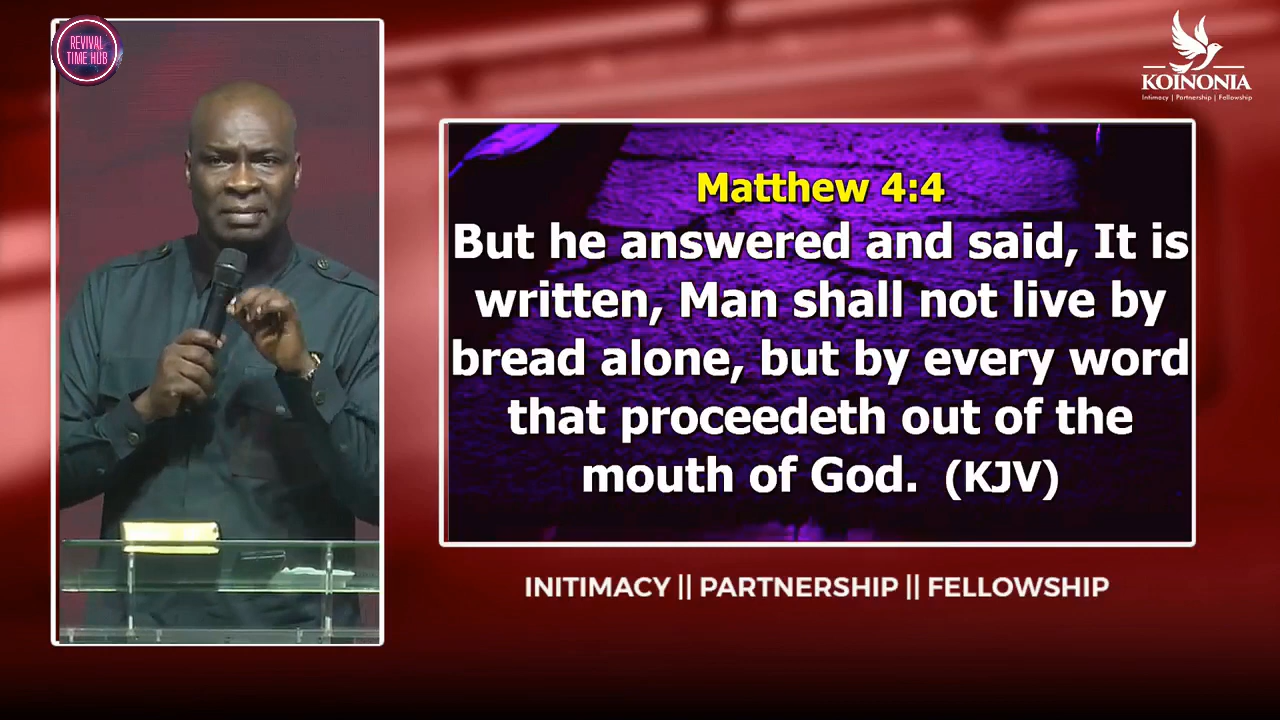 REVIVAL
TIME HUB
KOINONIA
Intimacy | Partnership | Fellowship
Matthew 4:4
But he answered and said, It is
written, Man shall not live by
bread alone, but by every word
that proceedeth out of the
mouth of God. (KJV)
INITIMACY || PARTNERSHIP || FELLOWSHIP